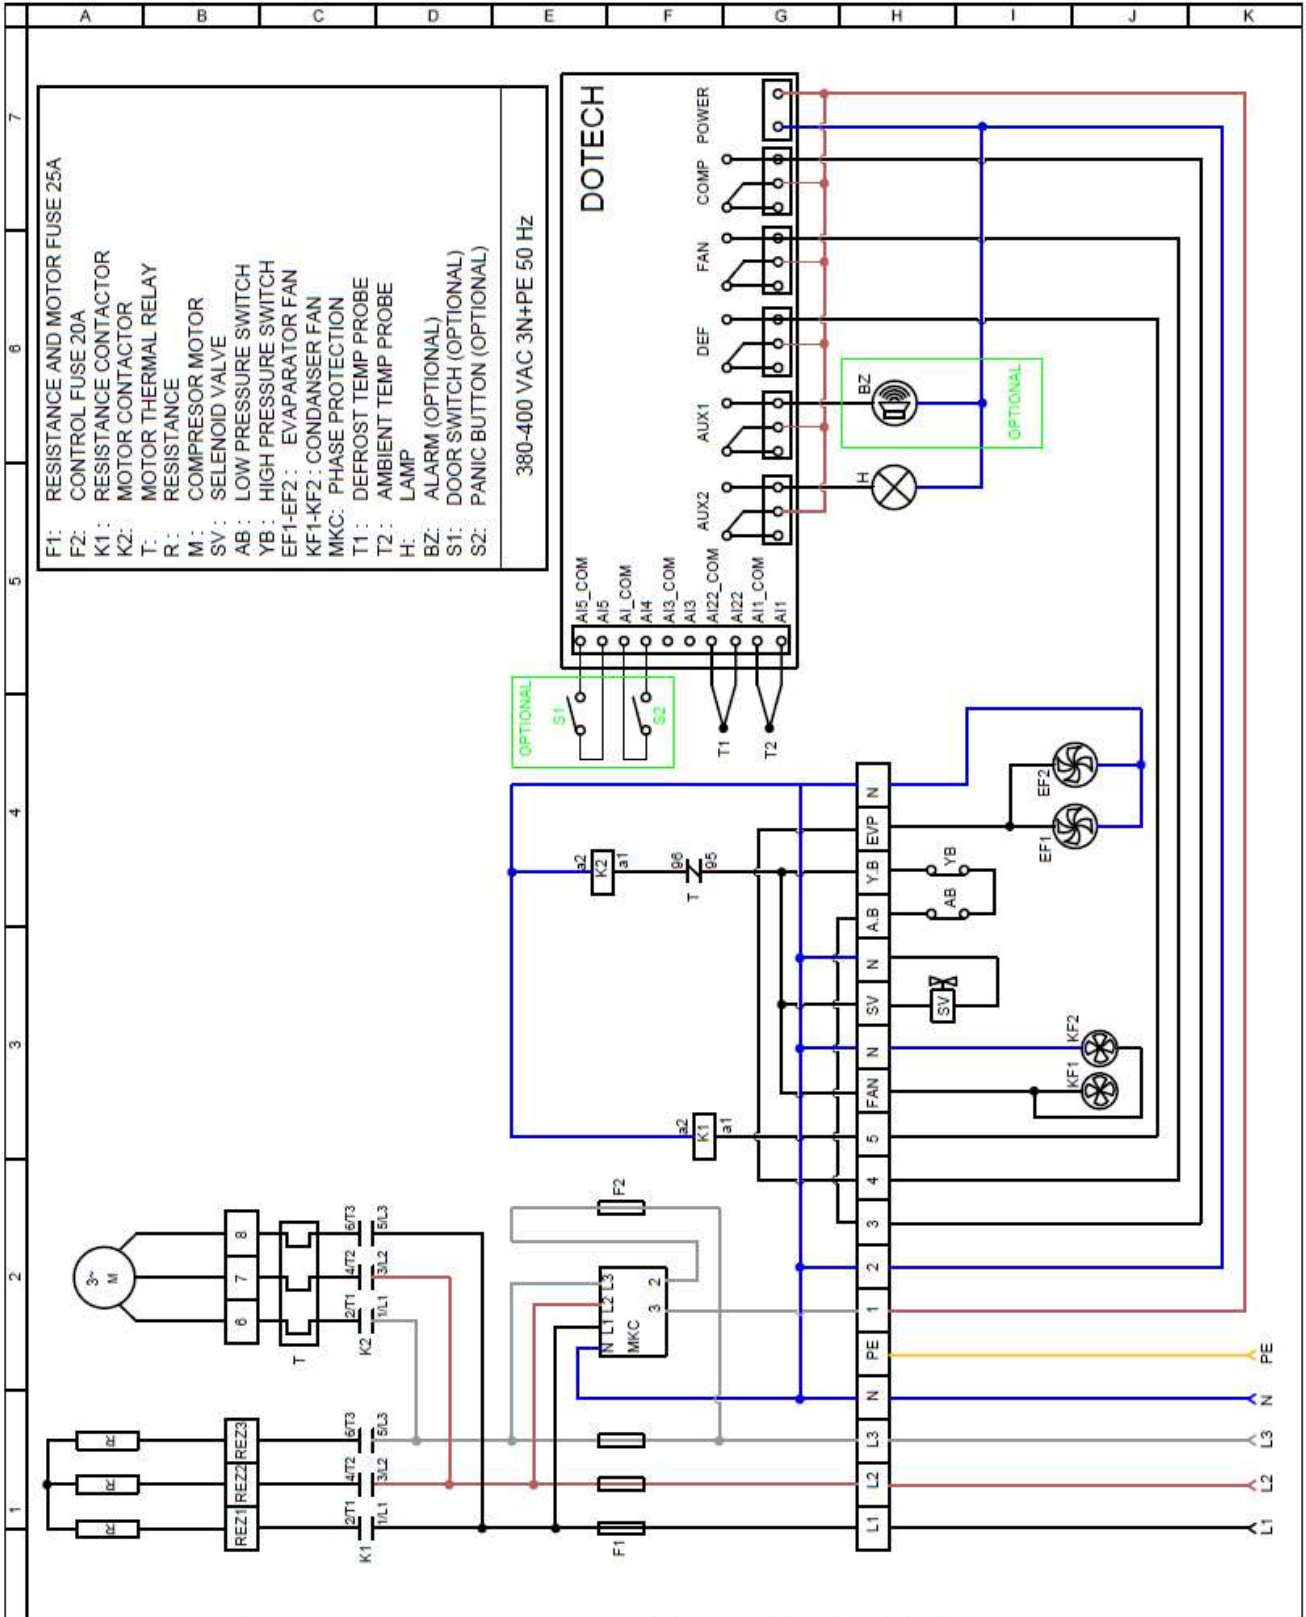 A B C D E F G H I J K
7
6
5
4
3
2
1
F1: RESISTANCE AND MOTOR FUSE 25A
F2: CONTROL FUSE 20A
K1 : RESISTANCE CONTACTOR
K2: MOTOR CONTACTOR
T: MOTOR THERMAL RELAY
R : RESISTANCE
M : COMPRESOR MOTOR
SV : SELENOID VALVE
AB : LOW PRESSURE SWITCH
YB : HIGH PRESSURE SWITCH
EF1-EF2 : EVAPARATOR FAN
KF1-KF2 : CONDANSER FAN
MKC: PHASE PROTECTION
T1 : DEFROST TEMP PROBE
T2 : AMBIENT TEMP PROBE
H: LAMP
BZ: ALARM (OPTIONAL)
S1: DOOR SWITCH (OPTIONAL)
S2: PANIC BUTTON (OPTIONAL)
380-400 VAC 3N+PE 50 Hz
DOTECH
POWER
COMP
FAN
DEF
AUX1
AUX2
AI5_COM
AI5
AI_COM
AI4
AI3_COM
AI3
AI22_COM
AI22
AI1_COM
AI1
BZ
OPTIONAL
H
OPTIONAL
S1
S2
T1
T2
N
EVP
Y.B
A.B
N
SV
N
FAN
5
4
3
2
1
PE
N
L3
L2
L1
EF2
EF1
YB
AB
SV
KF2
KF1
a2
K2
a1
96
95
T
a2
K1
a1
F2
L3
L2
L1
N
2
3
MKC
3~
M
8
7
6
T
6/T3
5/L3
4/T2
3/L2
2/T1
1/L1
K2
R
R
R
REZ3
REZ2
REZ1
6/T3
5/L3
4/T2
3/L2
2/T1
1/L1
K1
F1
PE
N
L3
L2
L1